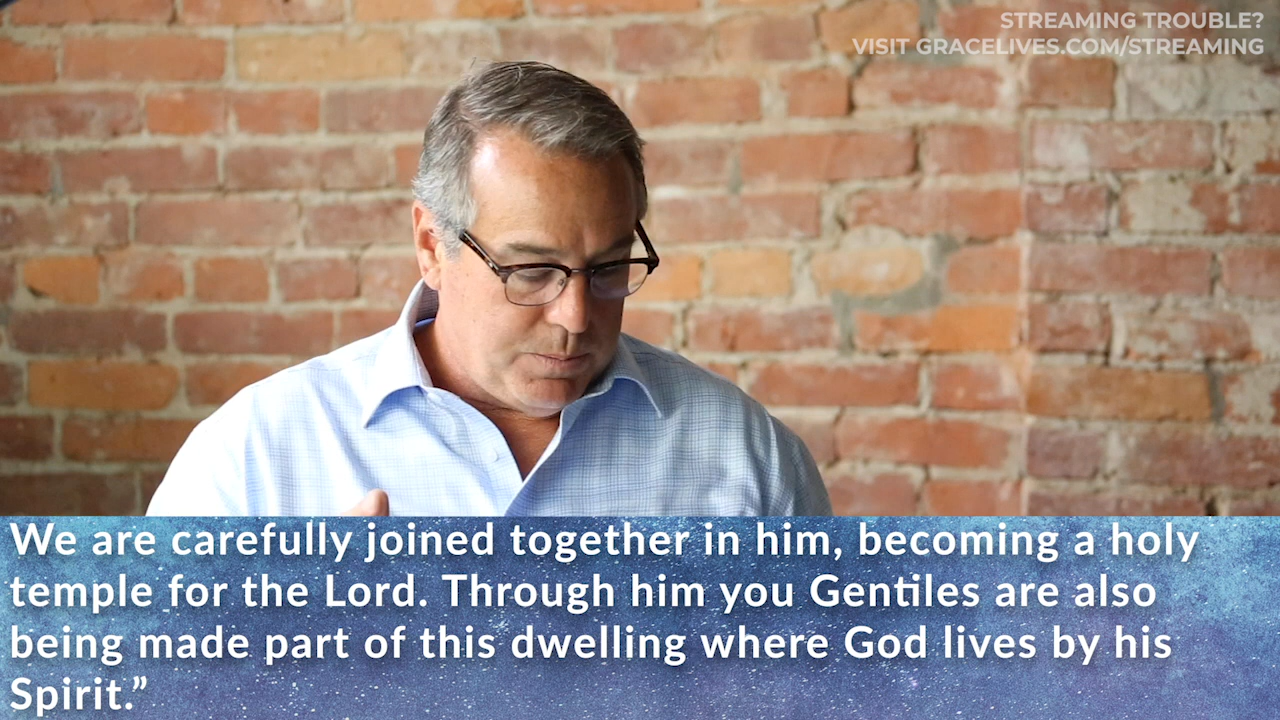 STREAMING TROUBLE?
VISIT GRACELIVES.COM/STREAMING
We are carefully joined together in him, becoming a holy
temple for the Lord. Through him you Gentiles are also
being made part of this dwelling where God lives by his
Spirit.”